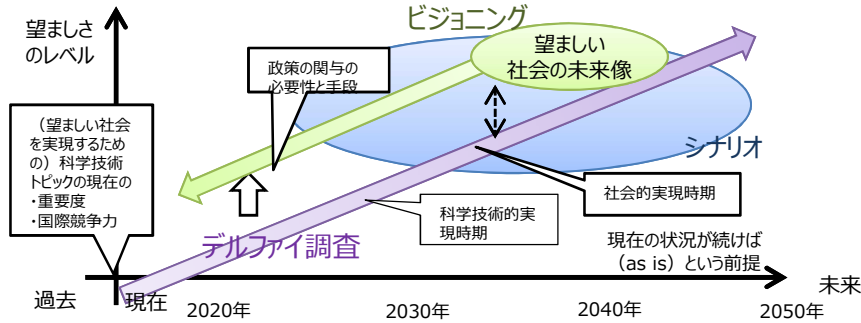 望ましさ
のレベル
ビジョニング
望ましい
社会の未来像
政策の関与の
必要性と手段
（望ましい社会
を実現するため
の）科学技術
トピックの現在の
・重要度
・国際競争力
シナリオ
社会的実現時期
科学技術的実
現時期
デルファイ調査
現在の状況が続けば
（as is）という前提
過去
現在
2020年
2030年
2040年
2050年
未来